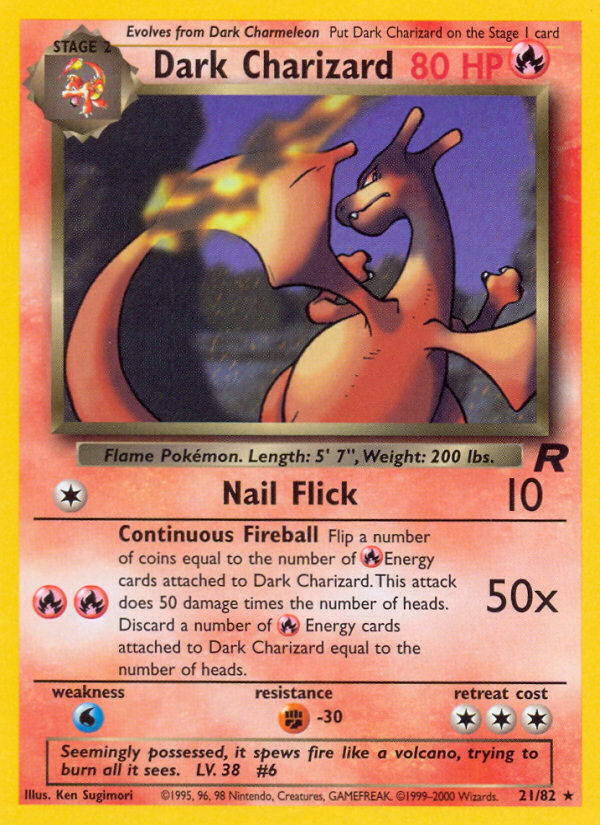 Evolves from Dark Charmeleon Put Dark Charizard on the Stage 1 card
STAGE 2
Dark Charizard 80 HP
Flame Pokémon. Length: 5' 7", Weight: 200 lbs.
R
Nail Flick 10
Continuous Fireball Flip a number
of coins equal to the number of Energy
cards attached to Dark Charizard. This attack
does 50 damage times the number of heads.
Discard a number of Energy cards
attached to Dark Charizard equal to the
number of heads.
50x
weakness resistance retreat cost
-30
Seemingly possessed, it spews fire like a volcano, trying to
burn all it sees. LV. 38 #6
Illus. Ken Sugimori ©1995, 96, 98 Nintendo, Creatures, GAMEFREAK. ©1999-2000 Wizards. 21/82 ★